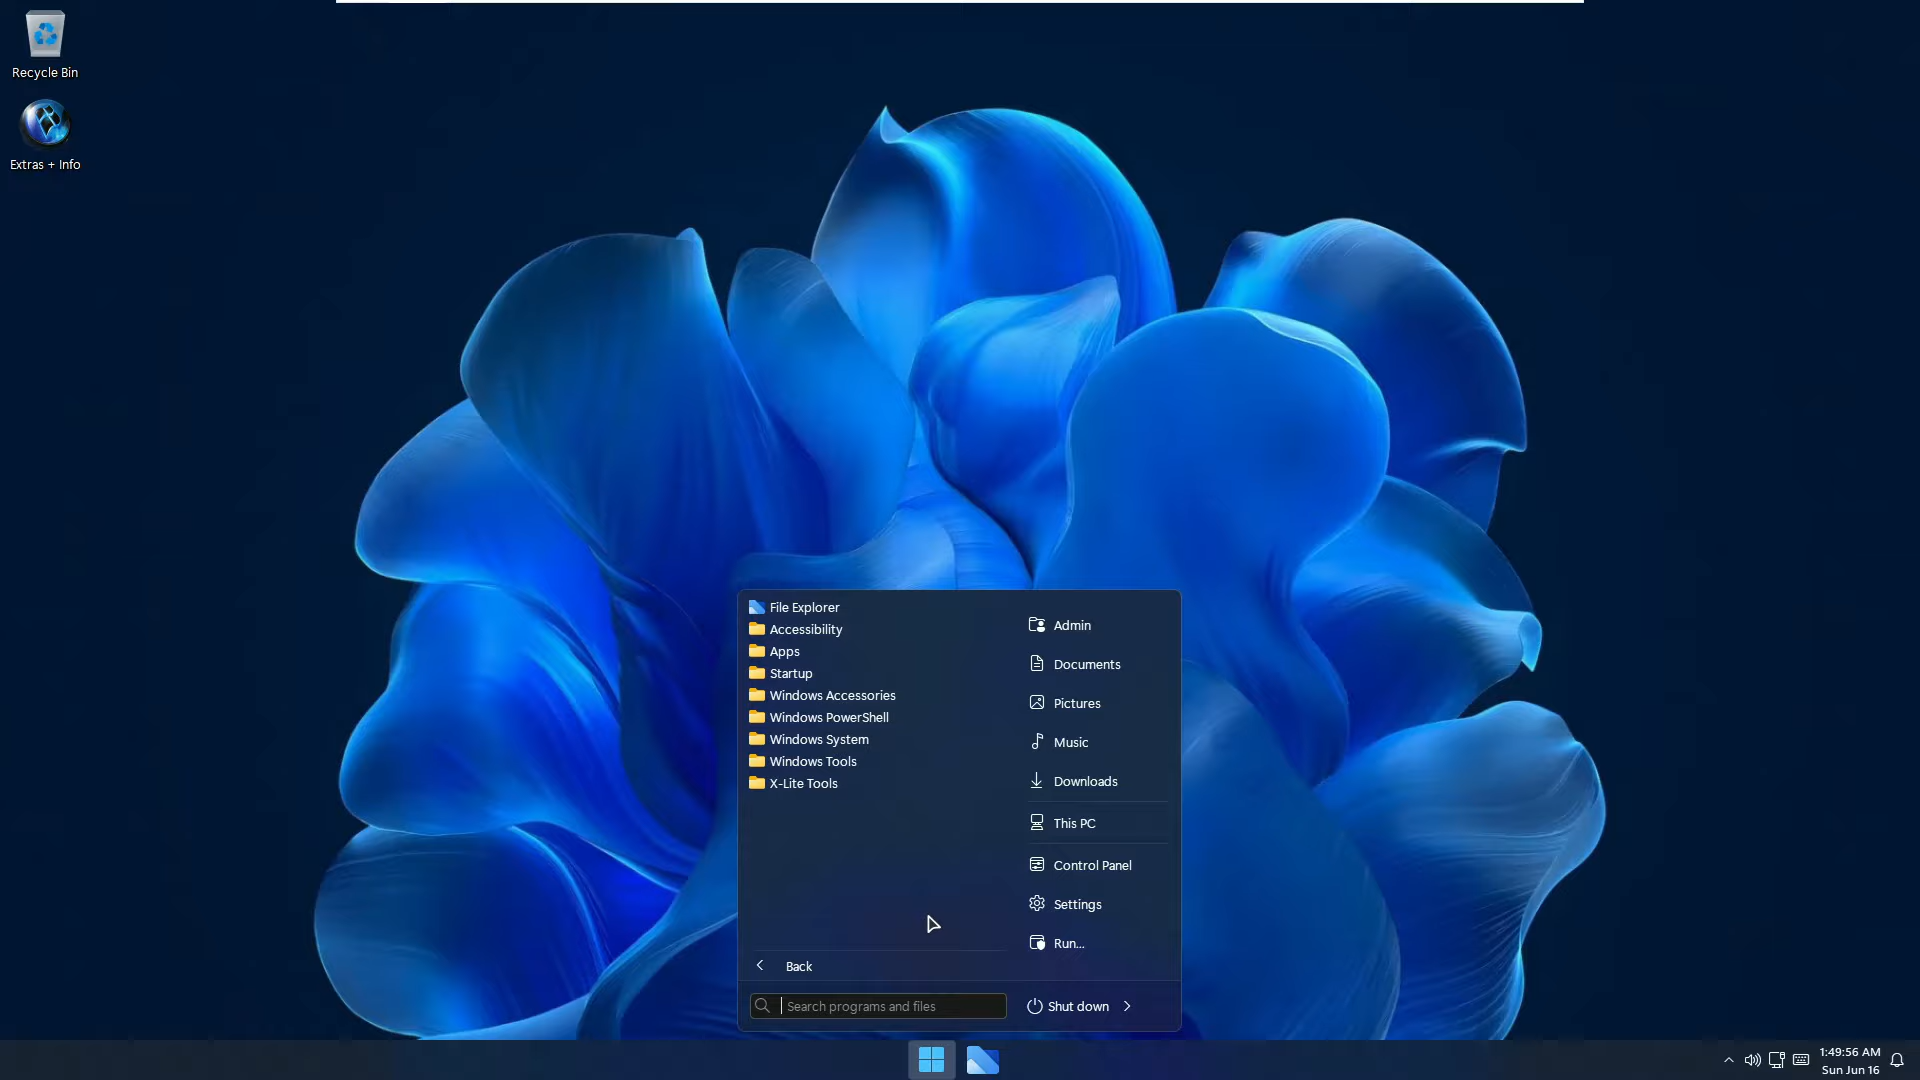 Recycle Bin
Extras + Info
File Explorer
Accessibility
Apps
Startup
Windows Accessories
Windows PowerShell
Windows System
Windows Tools
X-Lite Tools
Back
Search programs and files
Admin
Documents
Pictures
Music
Downloads
This PC
Control Panel
Settings
Run...
Shut down
1:49:56 AM
Sun Jun 16